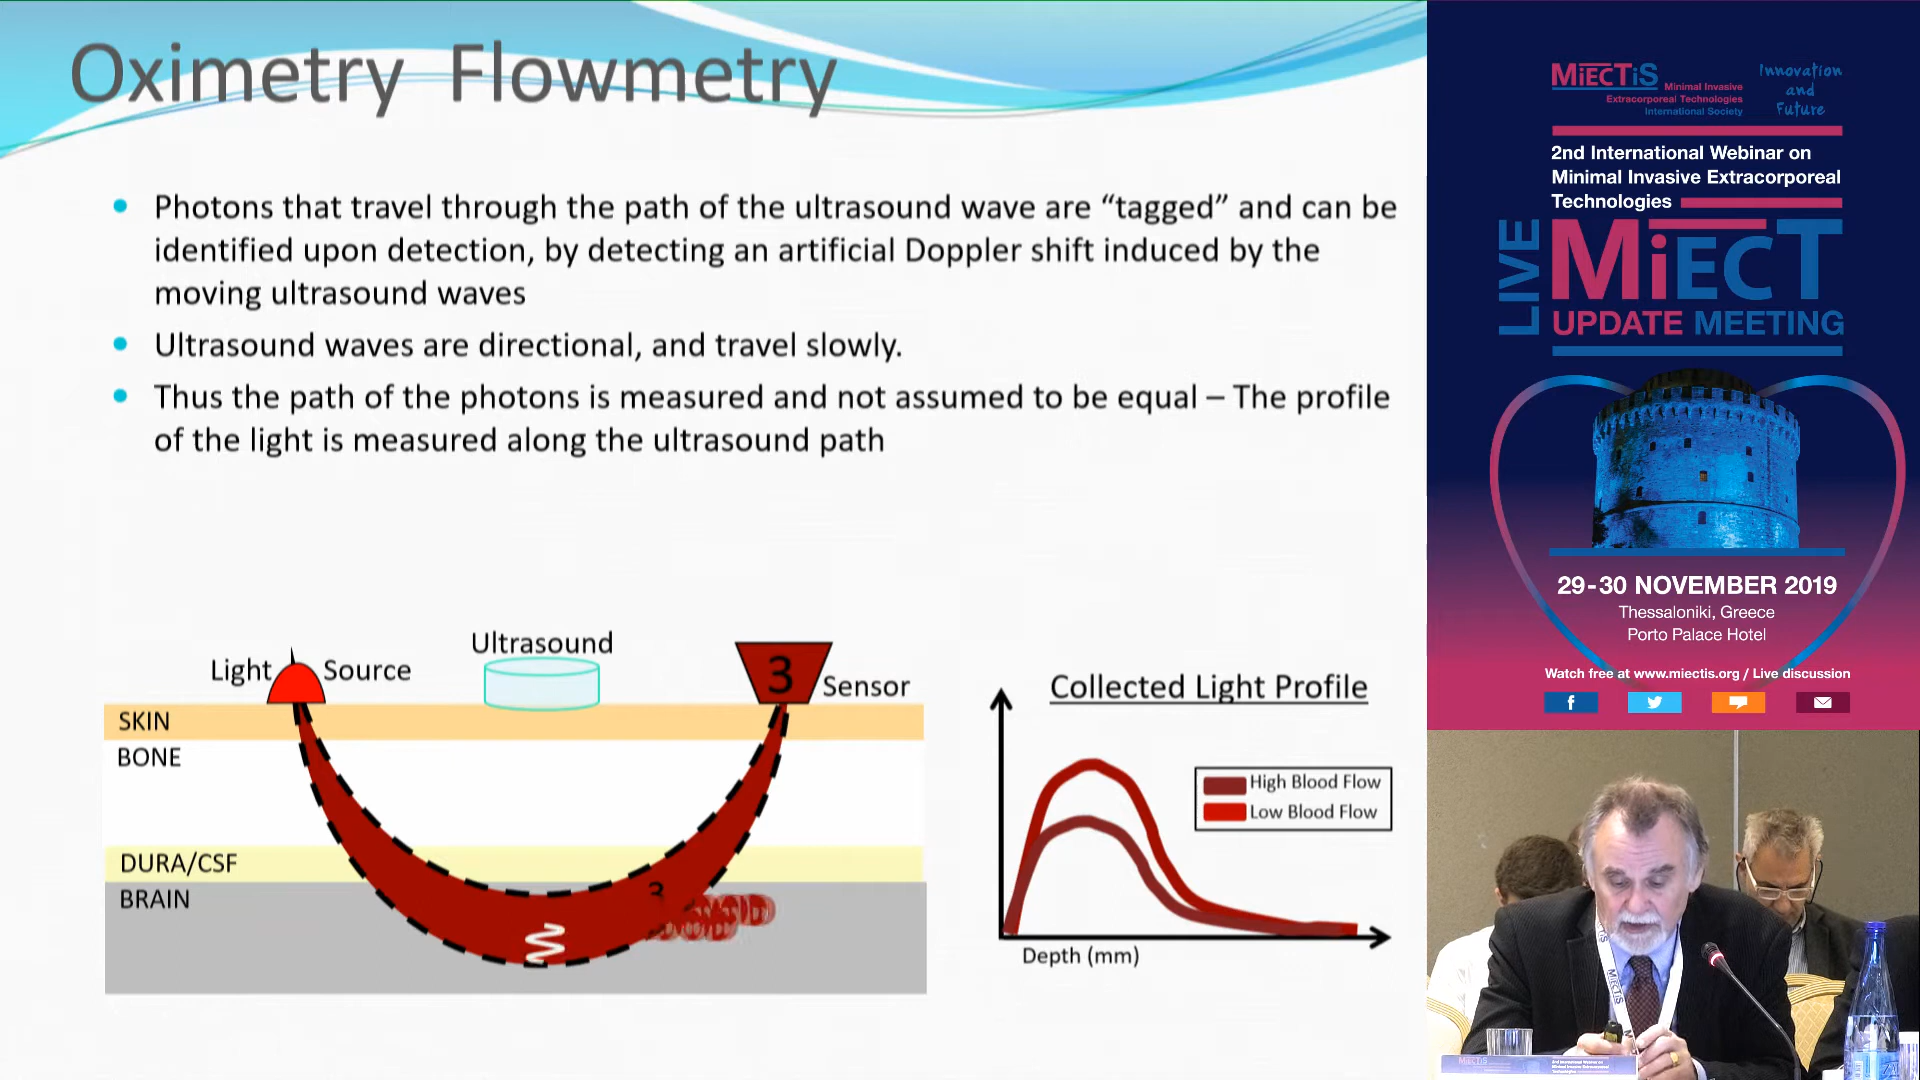 Oximetry Flowmetry
Photons that travel through the path of the ultrasound wave are “tagged” and can be
identified upon detection, by detecting an artificial Doppler shift induced by the
moving ultrasound waves
Ultrasound waves are directional, and travel slowly.
Thus the path of the photons is measured and not assumed to be equal – The profile
of the light is measured along the ultrasound path
Ultrasound
Light Source
3
Sensor
SKIN
BONE
DURA/CSF
BRAIN
3
Collected Light Profile
High Blood Flow
Low Blood Flow
Depth (mm)
MiECTiS
Minimal Invasive
Extracorporeal Technologies
International Society
Innovation
and
Future
2nd International Webinar on
Minimal Invasive Extracorporeal
Technologies
LIVE
MiECT
UPDATE MEETING
29-30 NOVEMBER 2019
Thessaloniki, Greece
Porto Palace Hotel
Watch free at www.miectis.org / Live discussion
f
MiECTiS
MiECTiS